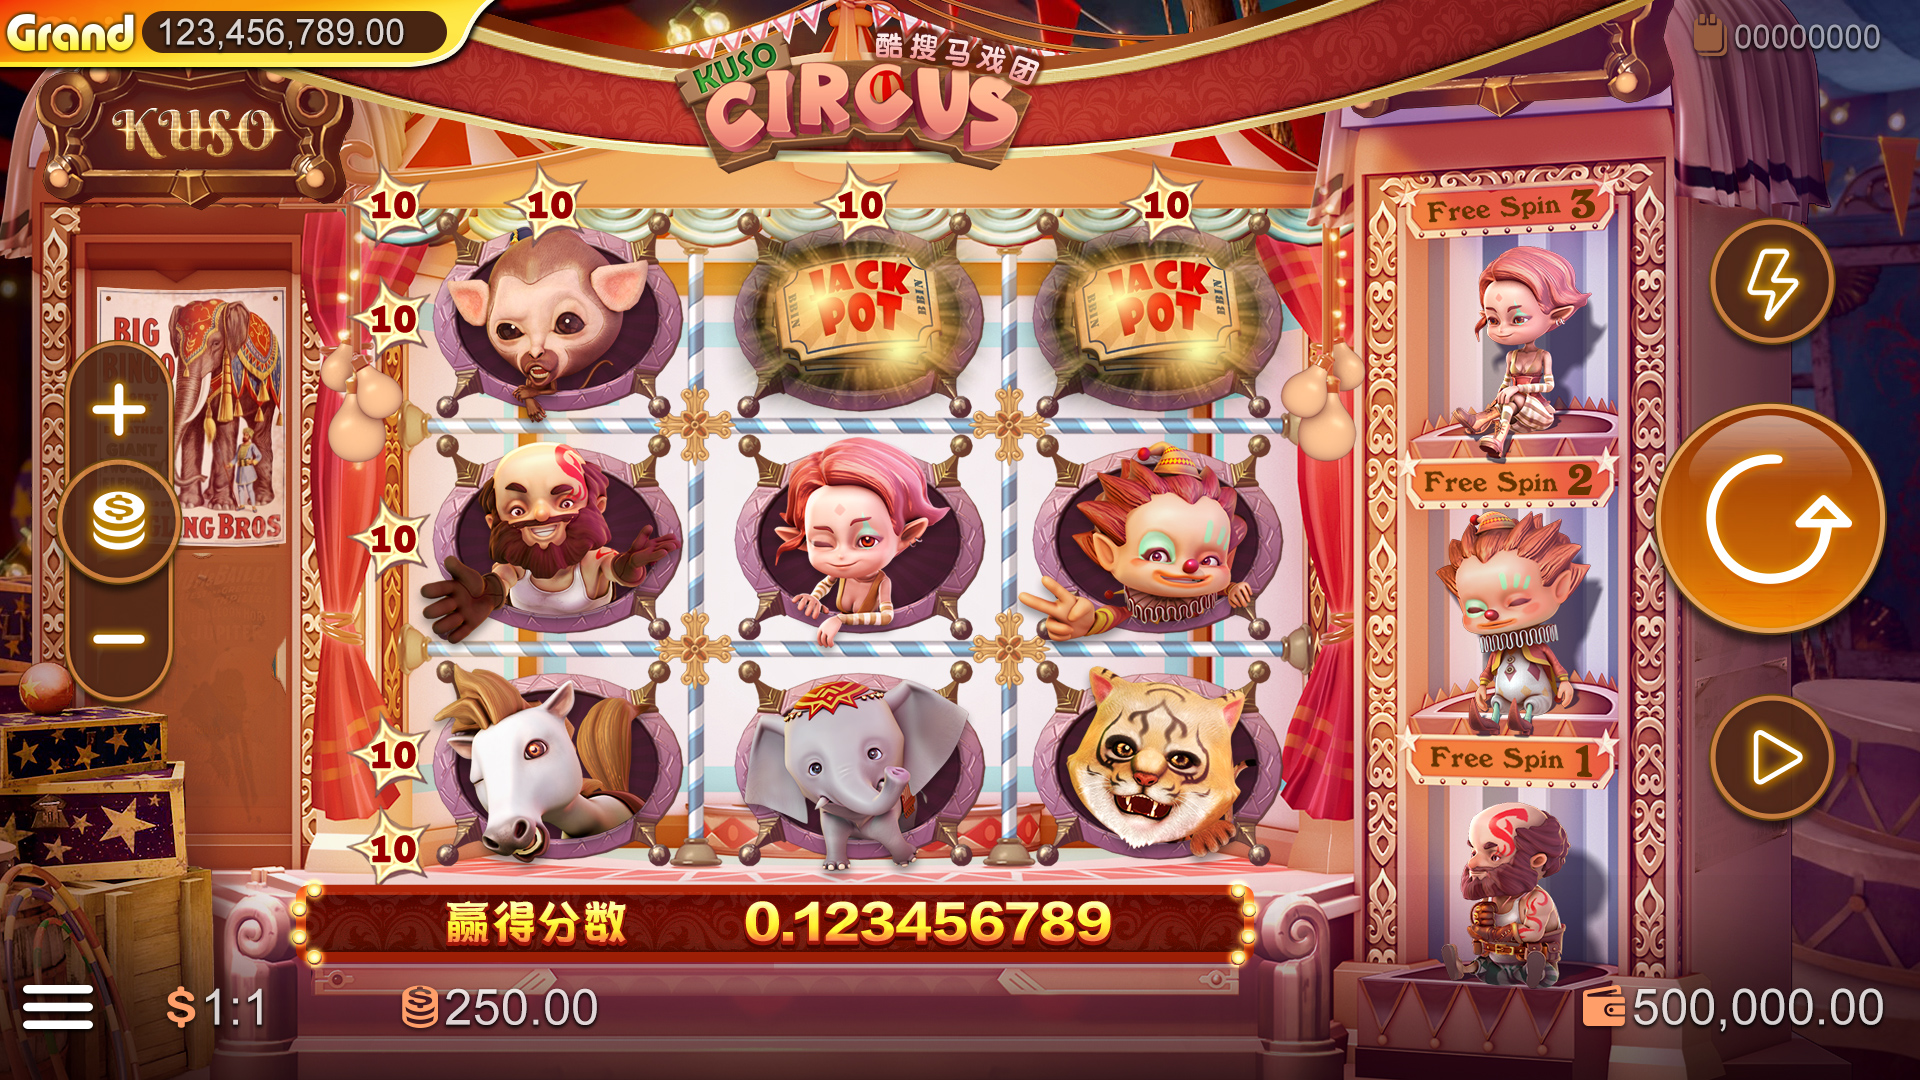 Grand 123,456,789.00
00000000
KUSO
酷搜马戏团
CIRCUS
KUSO
10 10 10 10
Free Spin 3
JACK
POT
JACK
POT
10
BIG
BINGO
Free Spin 2
NG BROS
10
10
Free Spin 1
10
赢得分数 0.123456789
$1:1
250.00
500,000.00